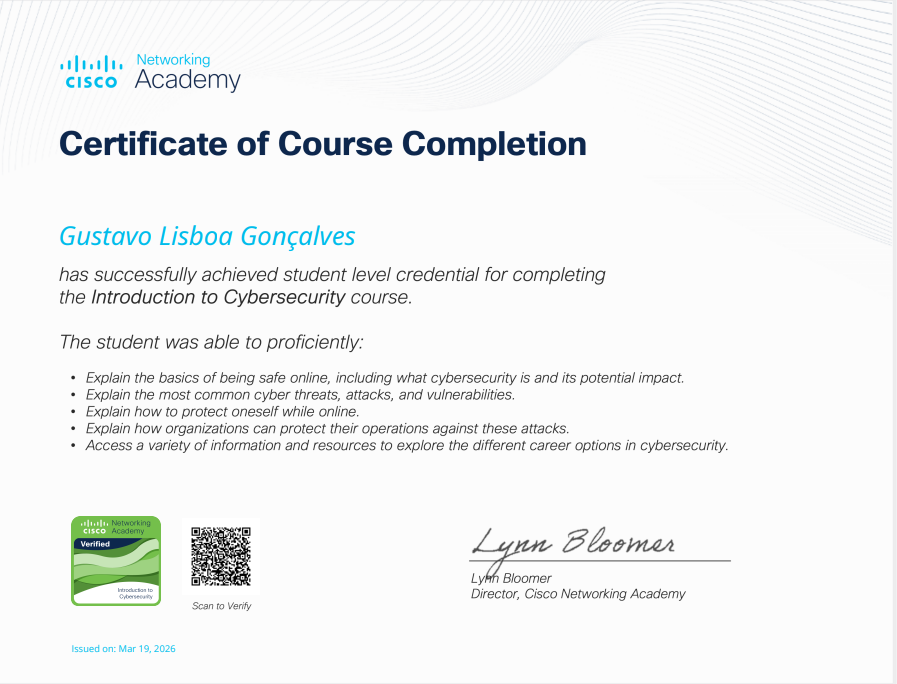 Networking
CISCO Academy
Certificate of Course Completion
Gustavo Lisboa Gonçalves
has successfully achieved student level credential for completing
the Introduction to Cybersecurity course.
The student was able to proficiently:
• Explain the basics of being safe online, including what cybersecurity is and its potential impact.
• Explain the most common cyber threats, attacks, and vulnerabilities.
• Explain how to protect oneself while online.
• Explain how organizations can protect their operations against these attacks.
• Access a variety of information and resources to explore the different career options in cybersecurity.
Networking
CISCO Academy
Verified
Introduction to
Cybersecurity
Scan to Verify
Lynn Bloomer
Lynn Bloomer
Director, Cisco Networking Academy
Issued on: Mar 19, 2026